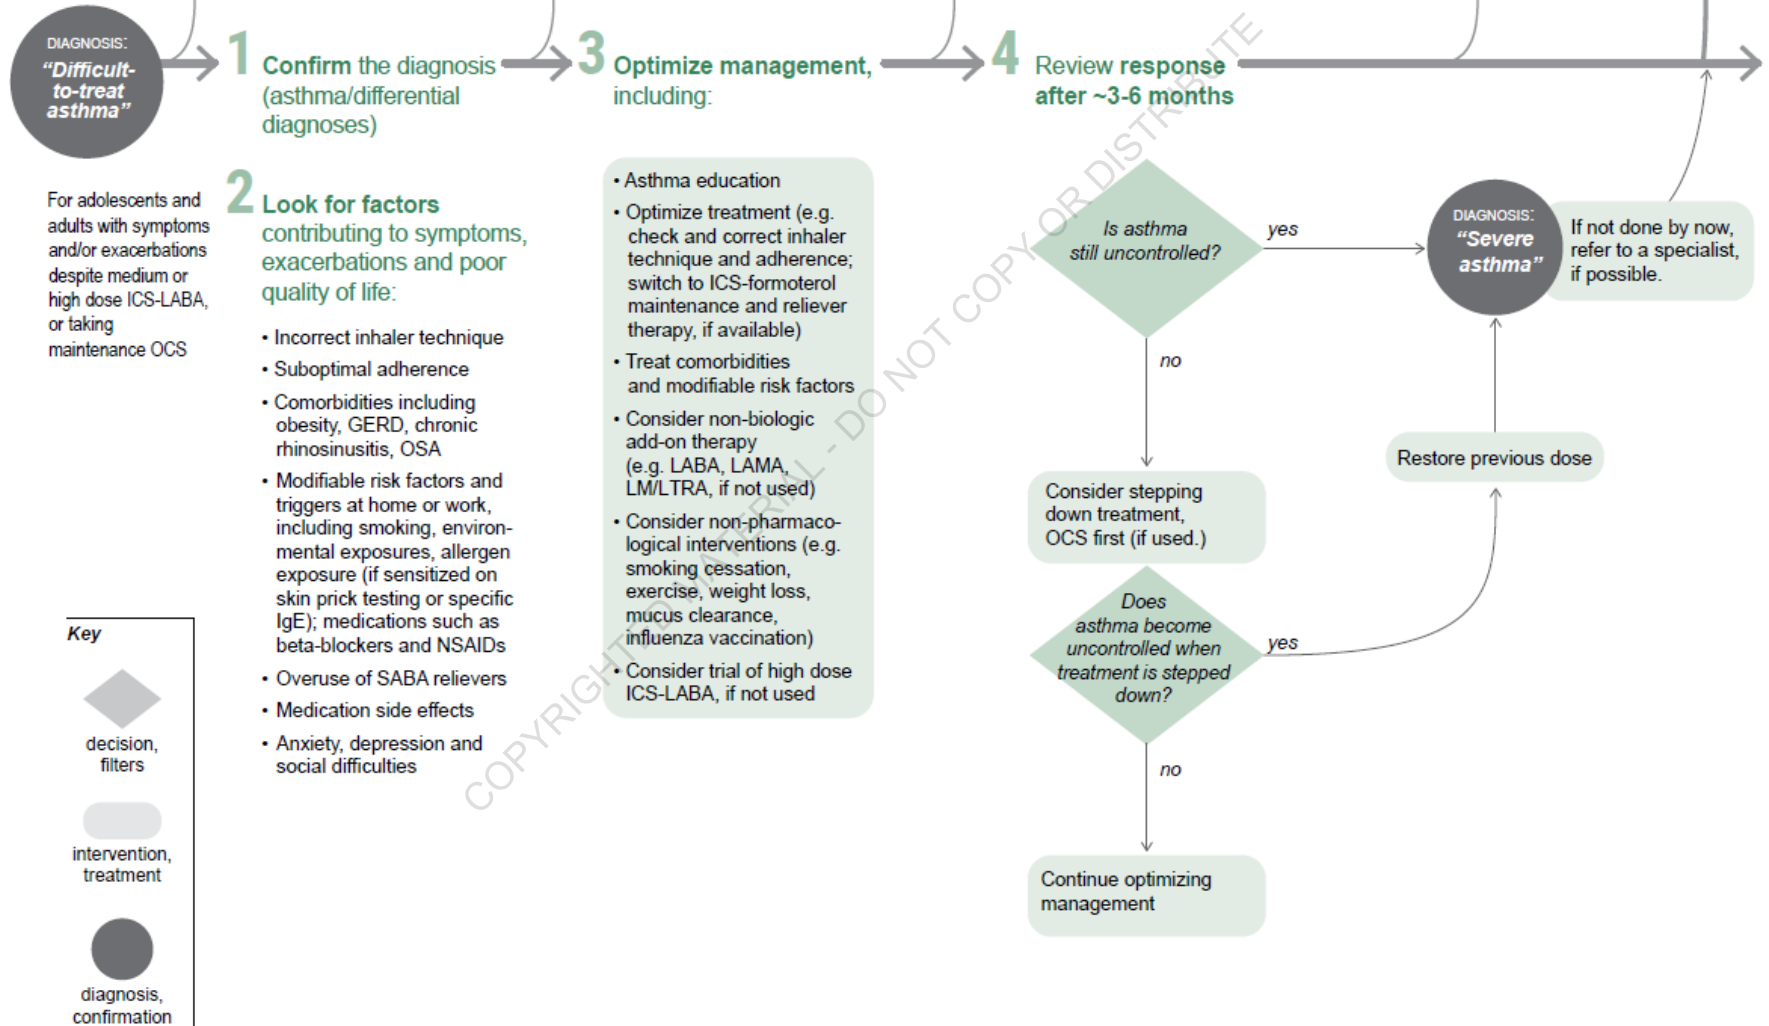 DIAGNOSIS:
“Difficult-
to-treat
asthma”
For adolescents and
adults with symptoms
and/or exacerbations
despite medium or
high dose ICS-LABA,
or taking
maintenance OCS
1 Confirm the diagnosis
(asthma/differential
diagnoses)
2 Look for factors
contributing to symptoms,
exacerbations and poor
quality of life:
• Incorrect inhaler technique
• Suboptimal adherence
• Comorbidities including
obesity, GERD, chronic
rhinosinusitis, OSA
• Modifiable risk factors and
triggers at home or work,
including smoking, environ-
mental exposures, allergen
exposure (if sensitized on
skin prick testing or specific
IgE); medications such as
beta-blockers and NSAIDs
• Overuse of SABA relievers
• Medication side effects
• Anxiety, depression and
social difficulties
3 Optimize management,
including:
• Asthma education
• Optimize treatment (e.g.
check and correct inhaler
technique and adherence;
switch to ICS-formoterol
maintenance and reliever
therapy, if available)
• Treat comorbidities
and modifiable risk factors
• Consider non-biologic
add-on therapy
(e.g. LABA, LAMA,
LM/LTRA, if not used)
• Consider non-pharmaco-
logical interventions (e.g.
smoking cessation,
exercise, weight loss,
mucus clearance,
influenza vaccination)
• Consider trial of high dose
ICS-LABA, if not used
4 Review response
after ~3-6 months
Is asthma
still uncontrolled?
yes
no
DIAGNOSIS:
“Severe
asthma”
If not done by now,
refer to a specialist,
if possible.
Restore previous dose
Consider stepping
down treatment,
OCS first (if used.)
Does
asthma become
uncontrolled when
treatment is stepped
down?
yes
no
Continue optimizing
management
Key
decision,
filters
intervention,
treatment
diagnosis,
confirmation
COPYRIGHTED MATERIAL - DO NOT COPY OR DISTRIBUTE